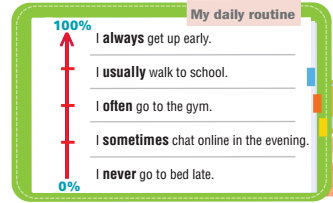 My daily routine
100%
I always get up early.
I usually walk to school.
I often go to the gym.
I sometimes chat online in the evening.
I never go to bed late.
0%